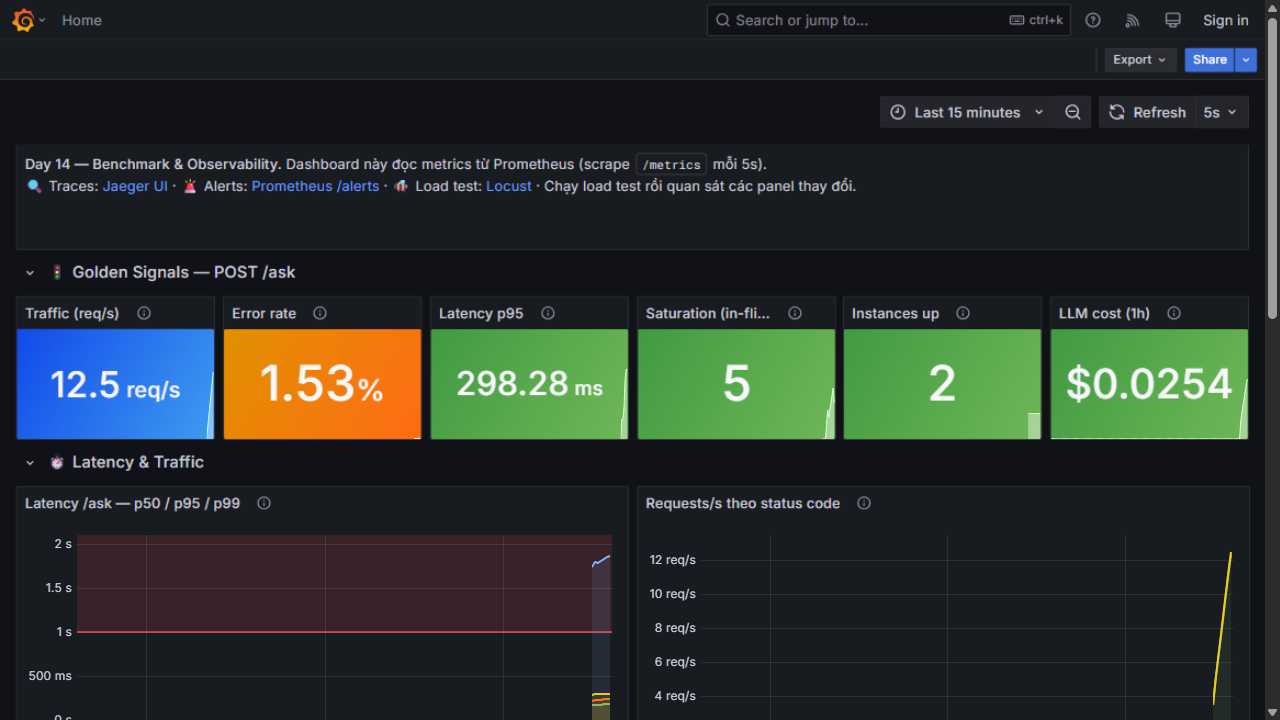 Home
Search or jump to...
ctrl+k
Sign in
Export
Share
Last 15 minutes
Refresh
5s
Day 14 — Benchmark & Observability. Dashboard này đọc metrics từ Prometheus (scrape /metrics mỗi 5s).
Traces: Jaeger UI · Alerts: Prometheus /alerts · Load test: Locust · Chạy load test rồi quan sát các panel thay đổi.
Golden Signals — POST /ask
Traffic (req/s)
12.5 req/s
Error rate
1.53%
Latency p95
298.28 ms
Saturation (in-fli...
5
Instances up
2
LLM cost (1h)
$0.0254
Latency & Traffic
Latency /ask — p50 / p95 / p99
2 s
1.5 s
1 s
500 ms
0 s
Requests/s theo status code
12 req/s
10 req/s
8 req/s
6 req/s
4 req/s